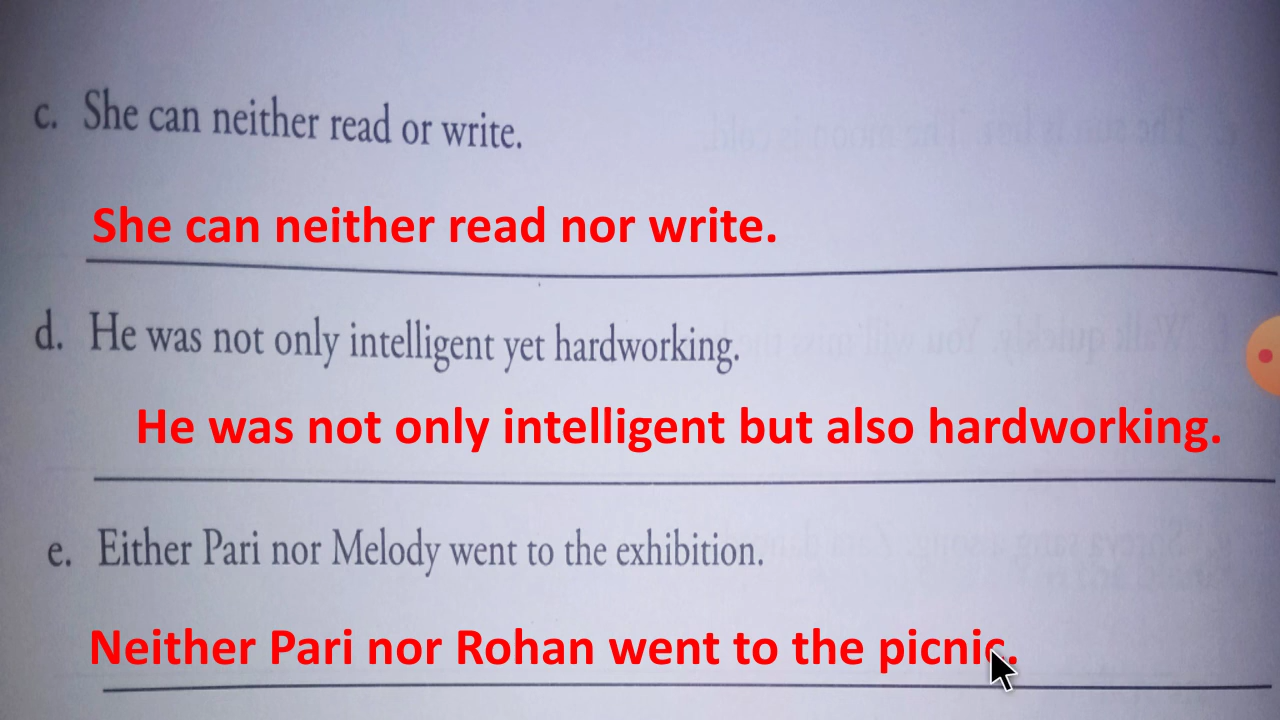 c. She can neither read or write.
She can neither read nor write.
d. He was not only intelligent yet hardworking.
He was not only intelligent but also hardworking.
e. Either Pari nor Melody went to the exhibition.
Neither Pari nor Rohan went to the picnic.